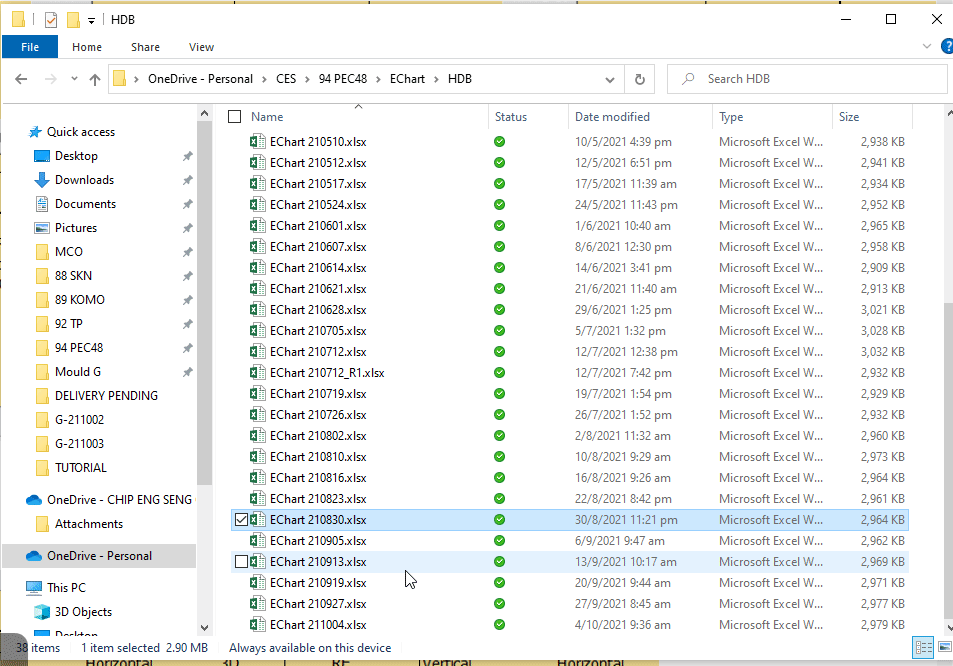 HDB
File Home Share View
OneDrive - Personal › CES › 94 PEC48 › EChart › HDB
Search HDB
Quick access
Desktop
Downloads
Documents
Pictures
MCO
88 SKN
89 KOMO
92 TP
94 PEC48
Mould G
DELIVERY PENDING
G-211002
G-211003
TUTORIAL
OneDrive - CHIP ENG SENG
Attachments
OneDrive - Personal
This PC
3D Objects
Desktop
Name Status Date modified Type Size
EChart 210510.xlsx 10/5/2021 4:39 pm Microsoft Excel W... 2,938 KB
EChart 210512.xlsx 12/5/2021 6:51 pm Microsoft Excel W... 2,941 KB
EChart 210517.xlsx 17/5/2021 11:39 am Microsoft Excel W... 2,934 KB
EChart 210524.xlsx 24/5/2021 11:43 pm Microsoft Excel W... 2,952 KB
EChart 210601.xlsx 1/6/2021 10:40 am Microsoft Excel W... 2,965 KB
EChart 210607.xlsx 8/6/2021 12:30 pm Microsoft Excel W... 2,958 KB
EChart 210614.xlsx 14/6/2021 3:41 pm Microsoft Excel W... 2,909 KB
EChart 210621.xlsx 21/6/2021 11:40 am Microsoft Excel W... 2,913 KB
EChart 210628.xlsx 29/6/2021 1:25 pm Microsoft Excel W... 3,021 KB
EChart 210705.xlsx 5/7/2021 1:32 pm Microsoft Excel W... 3,028 KB
EChart 210712.xlsx 12/7/2021 12:38 pm Microsoft Excel W... 3,032 KB
EChart 210712_R1.xlsx 12/7/2021 7:42 pm Microsoft Excel W... 2,932 KB
EChart 210719.xlsx 19/7/2021 1:54 pm Microsoft Excel W... 2,929 KB
EChart 210726.xlsx 26/7/2021 1:52 pm Microsoft Excel W... 2,932 KB
EChart 210802.xlsx 2/8/2021 11:32 am Microsoft Excel W... 2,960 KB
EChart 210810.xlsx 10/8/2021 9:29 am Microsoft Excel W... 2,973 KB
EChart 210816.xlsx 16/8/2021 9:26 am Microsoft Excel W... 2,964 KB
EChart 210823.xlsx 22/8/2021 8:42 pm Microsoft Excel W... 2,961 KB
EChart 210830.xlsx 30/8/2021 11:21 pm Microsoft Excel W... 2,964 KB
EChart 210905.xlsx 6/9/2021 9:47 am Microsoft Excel W... 2,962 KB
EChart 210913.xlsx 13/9/2021 10:17 am Microsoft Excel W... 2,969 KB
EChart 210919.xlsx 20/9/2021 9:44 am Microsoft Excel W... 2,971 KB
EChart 210927.xlsx 27/9/2021 8:45 am Microsoft Excel W... 2,977 KB
EChart 211004.xlsx 4/10/2021 9:36 am Microsoft Excel W... 2,979 KB
38 items 1 item selected 2.90 MB Always available on this device
Horizontal 3D RE Vertical Horizontal